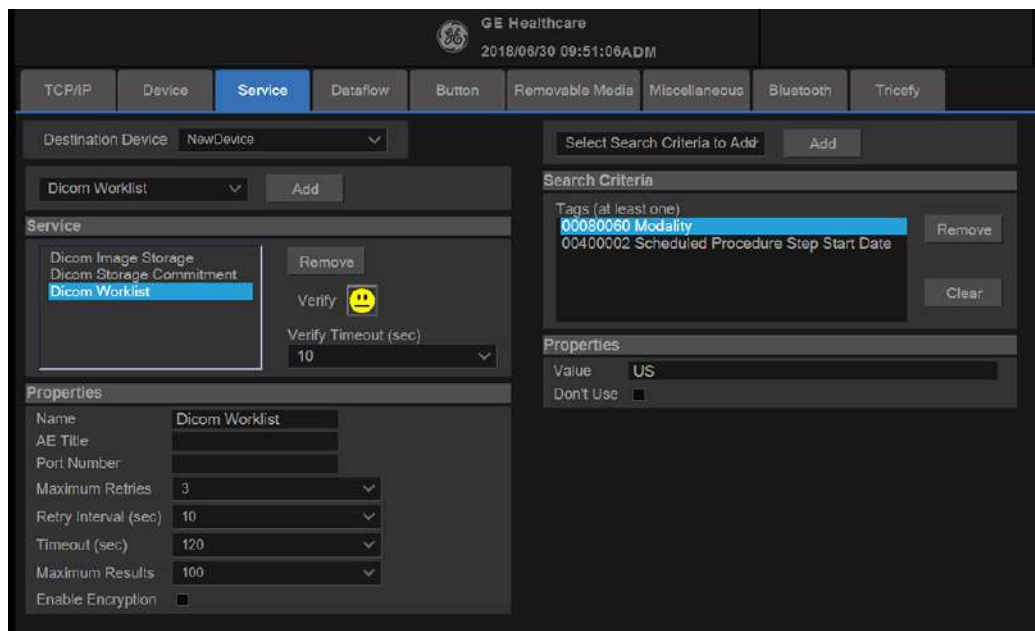 GE Healthcare
2018/06/30 09:51:06ADM
TCP/IP Device Service Dataflow Button Removable Media Miscellaneous Bluetooth Tricefy
Destination Device NewDevice
Dicom Worklist Add
Service
Dicom Image Storage
Dicom Storage Commitment
Dicom Worklist
Remove
Verify
Verify Timeout (sec)
10
Properties
Name Dicom Worklist
AE Title
Port Number
Maximum Retries 3
Retry Interval (sec) 10
Timeout (sec) 120
Maximum Results 100
Enable Encryption
Select Search Criteria to Add Add
Search Criteria
Tags (at least one)
00080060 Modality
00400002 Scheduled Procedure Step Start Date
Remove
Clear
Properties
Value US
Don't Use